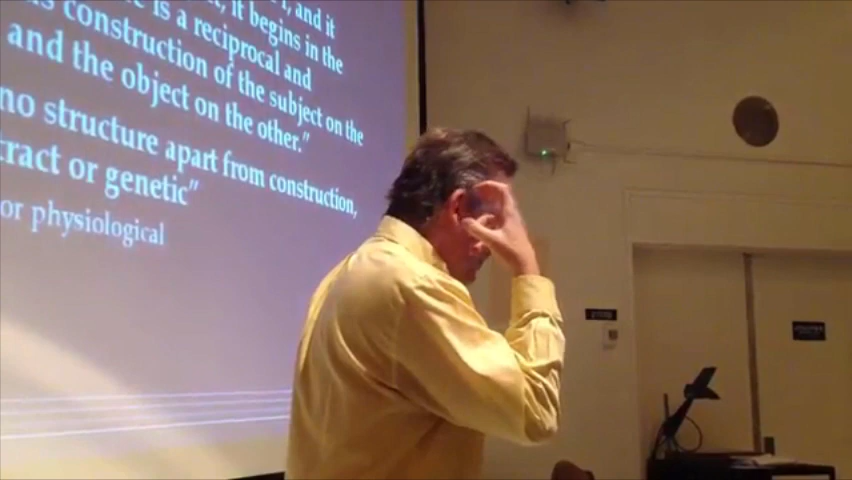 , and it
, it begins in the
is a reciprocal and
construction of the subject on the
and the object on the other.”
no structure apart from construction,
or genetic”
or physiological